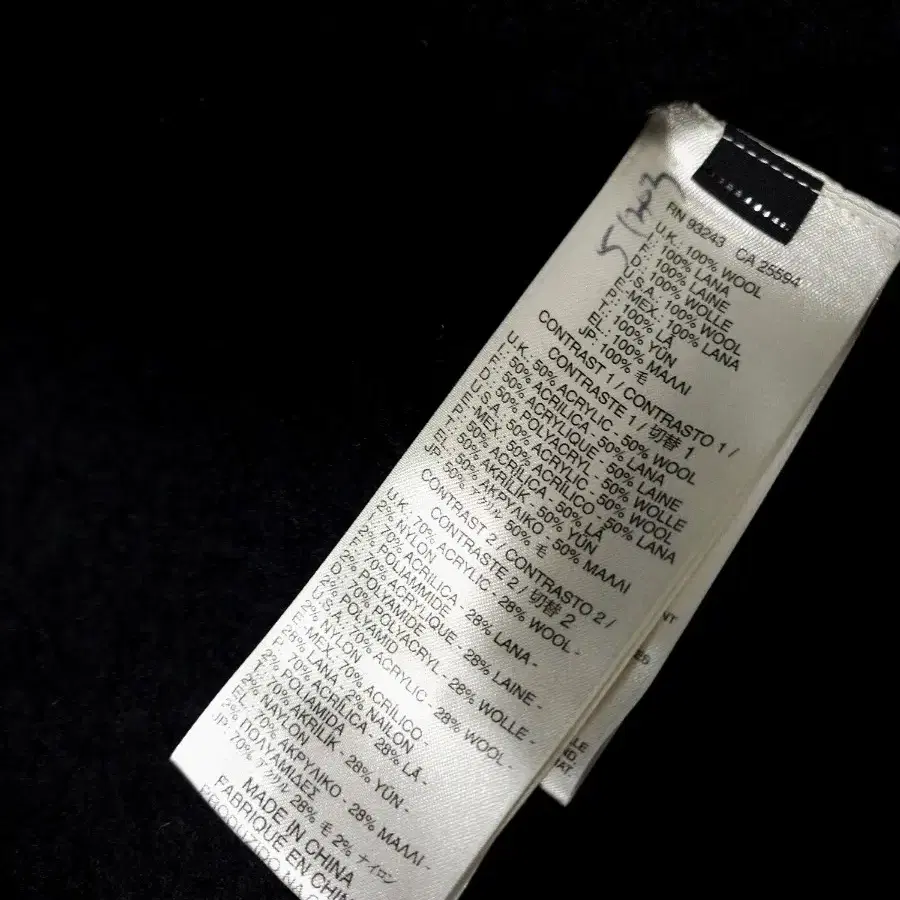 RN 93243 CA 25594
U.K.: 100% WOOL
I.: 100% LANA
F.: 100% LAINE
D.: 100% WOLLE
U.S.A.: 100% WOOL
E-MEX.: 100% LANA
P.: 100% LÃ
T.: 100% YÜN
EL.: 100% ΜΑΛΛΙ
JP.: 100% 毛
CONTRAST 1 / CONTRASTO 1 /
CONTRASTE 1 / 切替 1
U.K.: 50% ACRYLIC - 50% WOOL
I.: 50% ACRILICA - 50% LANA
F.: 50% ACRYLIQUE - 50% LAINE
D.: 50% POLYACRYL - 50% WOLLE
U.S.A.: 50% ACRYLIC - 50% WOOL
E-MEX.: 50% ACRILICO - 50% LANA
P.: 50% ACRÍLICA - 50% LÃ
T.: 50% AKRILIK - 50% YÜN
EL.: 50% ΑΚΡΥΛΙΚΟ - 50% ΜΑΛΛΙ
JP.: 50% アクリル 50% 毛
CONTRAST 2 / CONTRASTO 2 /
CONTRASTE 2 / 切替 2
U.K.: 70% ACRYLIC - 28% WOOL -
2% NYLON
I.: 70% ACRILICA - 28% LANA -
2% POLIAMMIDE
F.: 70% ACRYLIQUE - 28% LAINE -
2% POLYAMIDE
D.: 70% POLYACRYL - 28% WOLLE -
2% POLYAMID
U.S.A.: 70% ACRYLIC - 28% WOOL -
2% NYLON
E-MEX.: 70% ACRILICO -
28% LANA - 2% NAILON
P.: 70% ACRÍLICA - 28% LÃ -
2% POLIAMIDA
T.: 70% AKRILIK - 28% YÜN -
2% NAYLON
EL.: 70% ΑΚΡΥΛΙΚΟ - 28% ΜΑΛΛΙ -
2% ΠΟΛΥΑΜΙΔΕΣ
JP.: 70% アクリル 28% 毛 2% ナイロン
MADE IN CHINA
FABRIQUÉ EN CHINE
PRODUZIDO NA